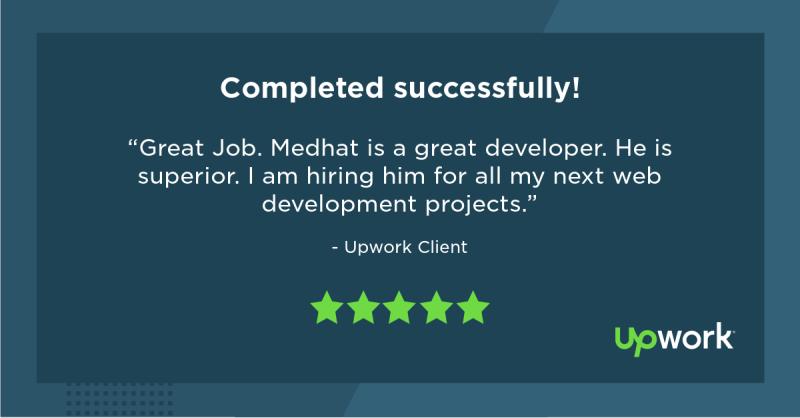 Completed successfully!
“Great Job. Medhat is a great developer. He is
superior. I am hiring him for all my next web
development projects.”
- Upwork Client
upwork